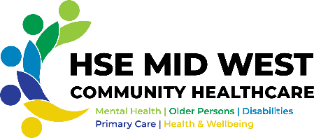 HSE MID WEST
COMMUNITY HEALTHCARE
Mental Health | Older Persons | Disabilities
Primary Care | Health & Wellbeing